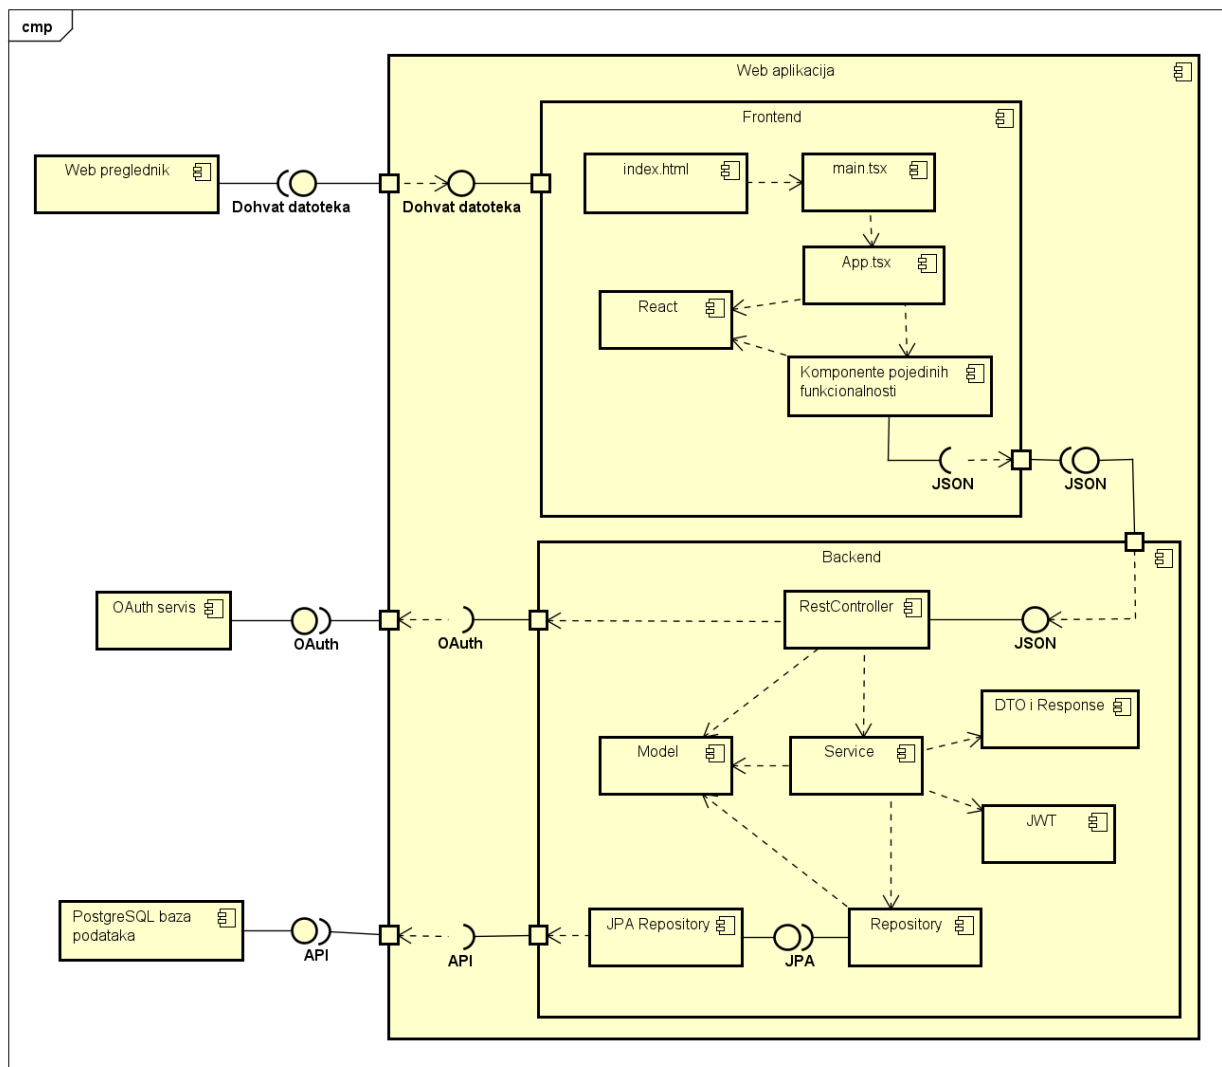 cmp
Web aplikacija
Frontend
Web preglednik
Dohvat datoteka
Dohvat datoteka
index.html
main.tsx
App.tsx
React
Komponente pojedinih
funkcionalnosti
JSON
JSON
Backend
OAuth servis
OAuth
OAuth
RestController
JSON
DTO i Response
Model
Service
JWT
PostgreSQL baza
podataka
API
API
JPA Repository
JPA
Repository